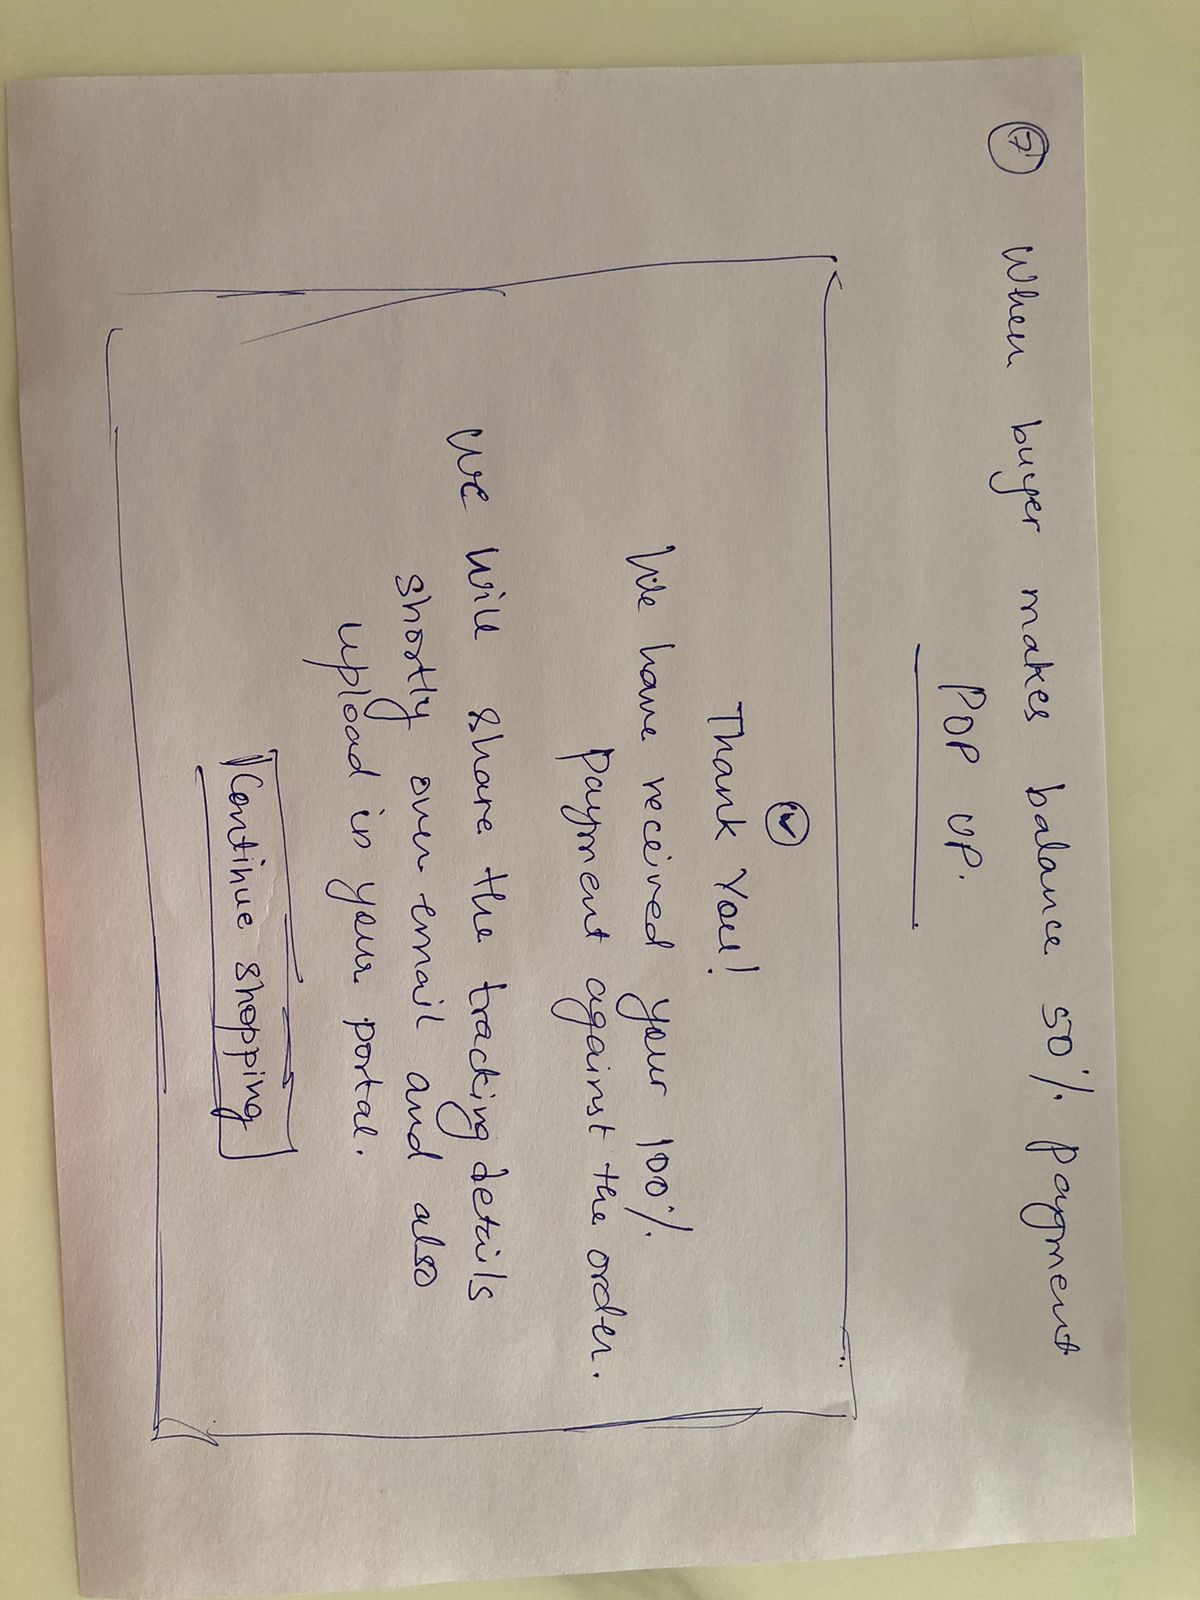 7 When buyer makes balance 50% payment
POP UP.
Thank You!
We have received your 100%
payment against the order.
We will share the tracking details
shortly over email and also
upload in your portal.
Continue shopping